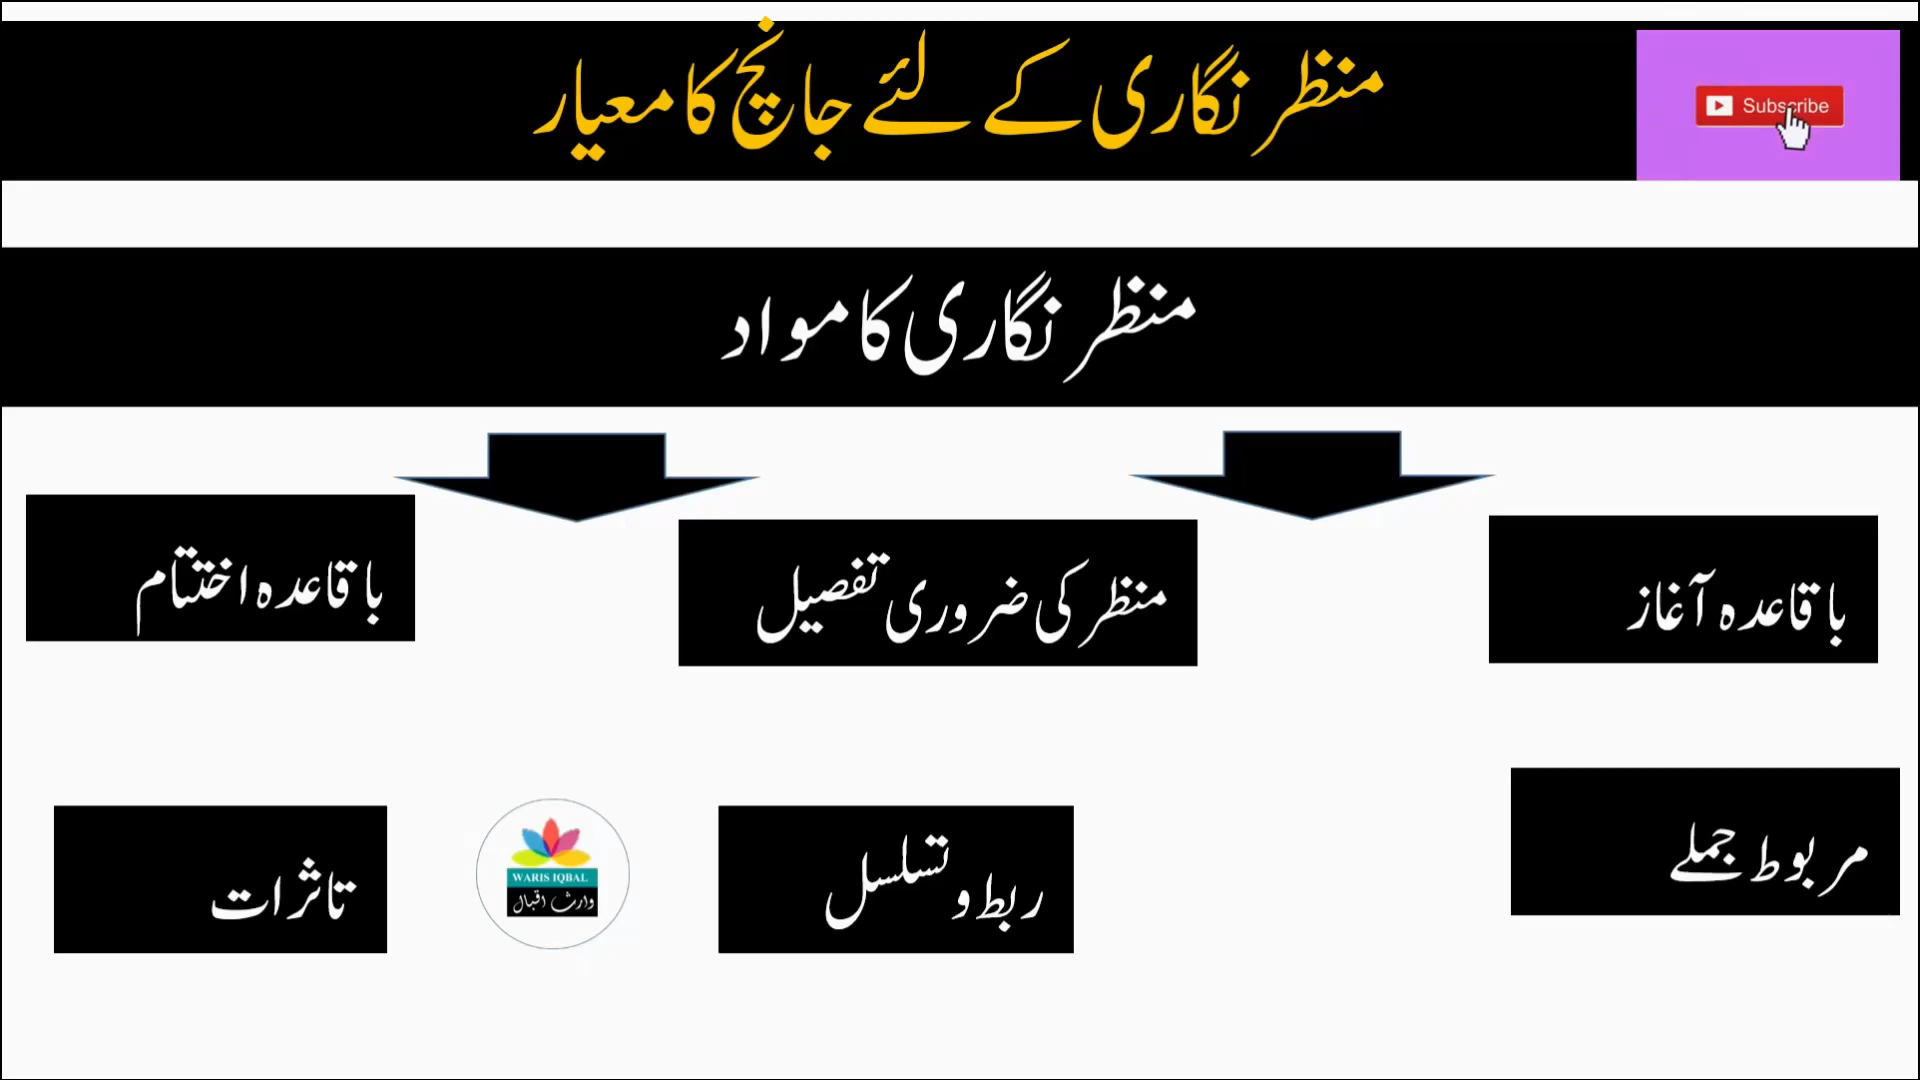 منظر نگاری کے لئے جانچ کا معیار
Subscribe
منظر نگاری کا مواد
باقاعدہ آغاز
منظر کی ضروری تفصیل
باقاعدہ اختتام
مربوط جملے
ربط و تسلسل
WARIS IQBAL
وارث اقبال
تاثرات